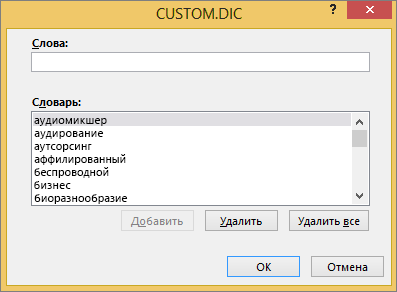 CUSTOM.DIC
?
Слова:
Словарь:
аудиомикшер
аудирование
аутсорсинг
аффилированный
беспроводной
бизнес
биоразнообразие
Добавить Удалить Удалить все
ОК Отмена